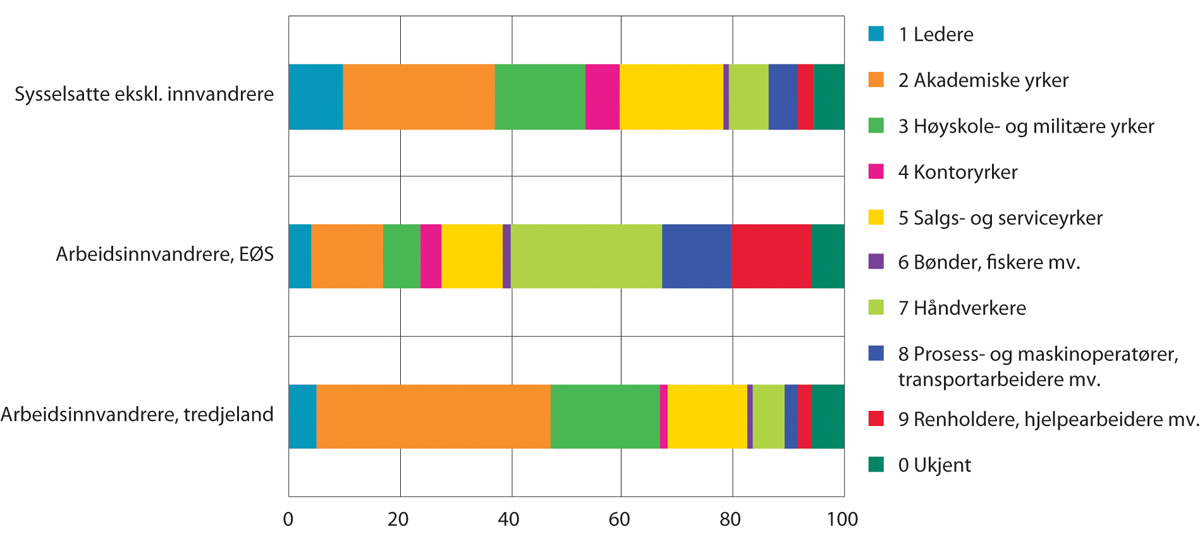 Sysselsatte ekskl. innvandrere
Arbeidsinnvandrere, EØS
Arbeidsinnvandrere, tredjeland
0 20 40 60 80 100
1 Ledere
2 Akademiske yrker
3 Høyskole- og militære yrker
4 Kontoryrker
5 Salgs- og serviceyrker
6 Bønder, fiskere mv.
7 Håndverkere
8 Prosess- og maskinoperatører,
transportarbeidere mv.
9 Renholdere, hjelpearbeidere mv.
0 Ukjent